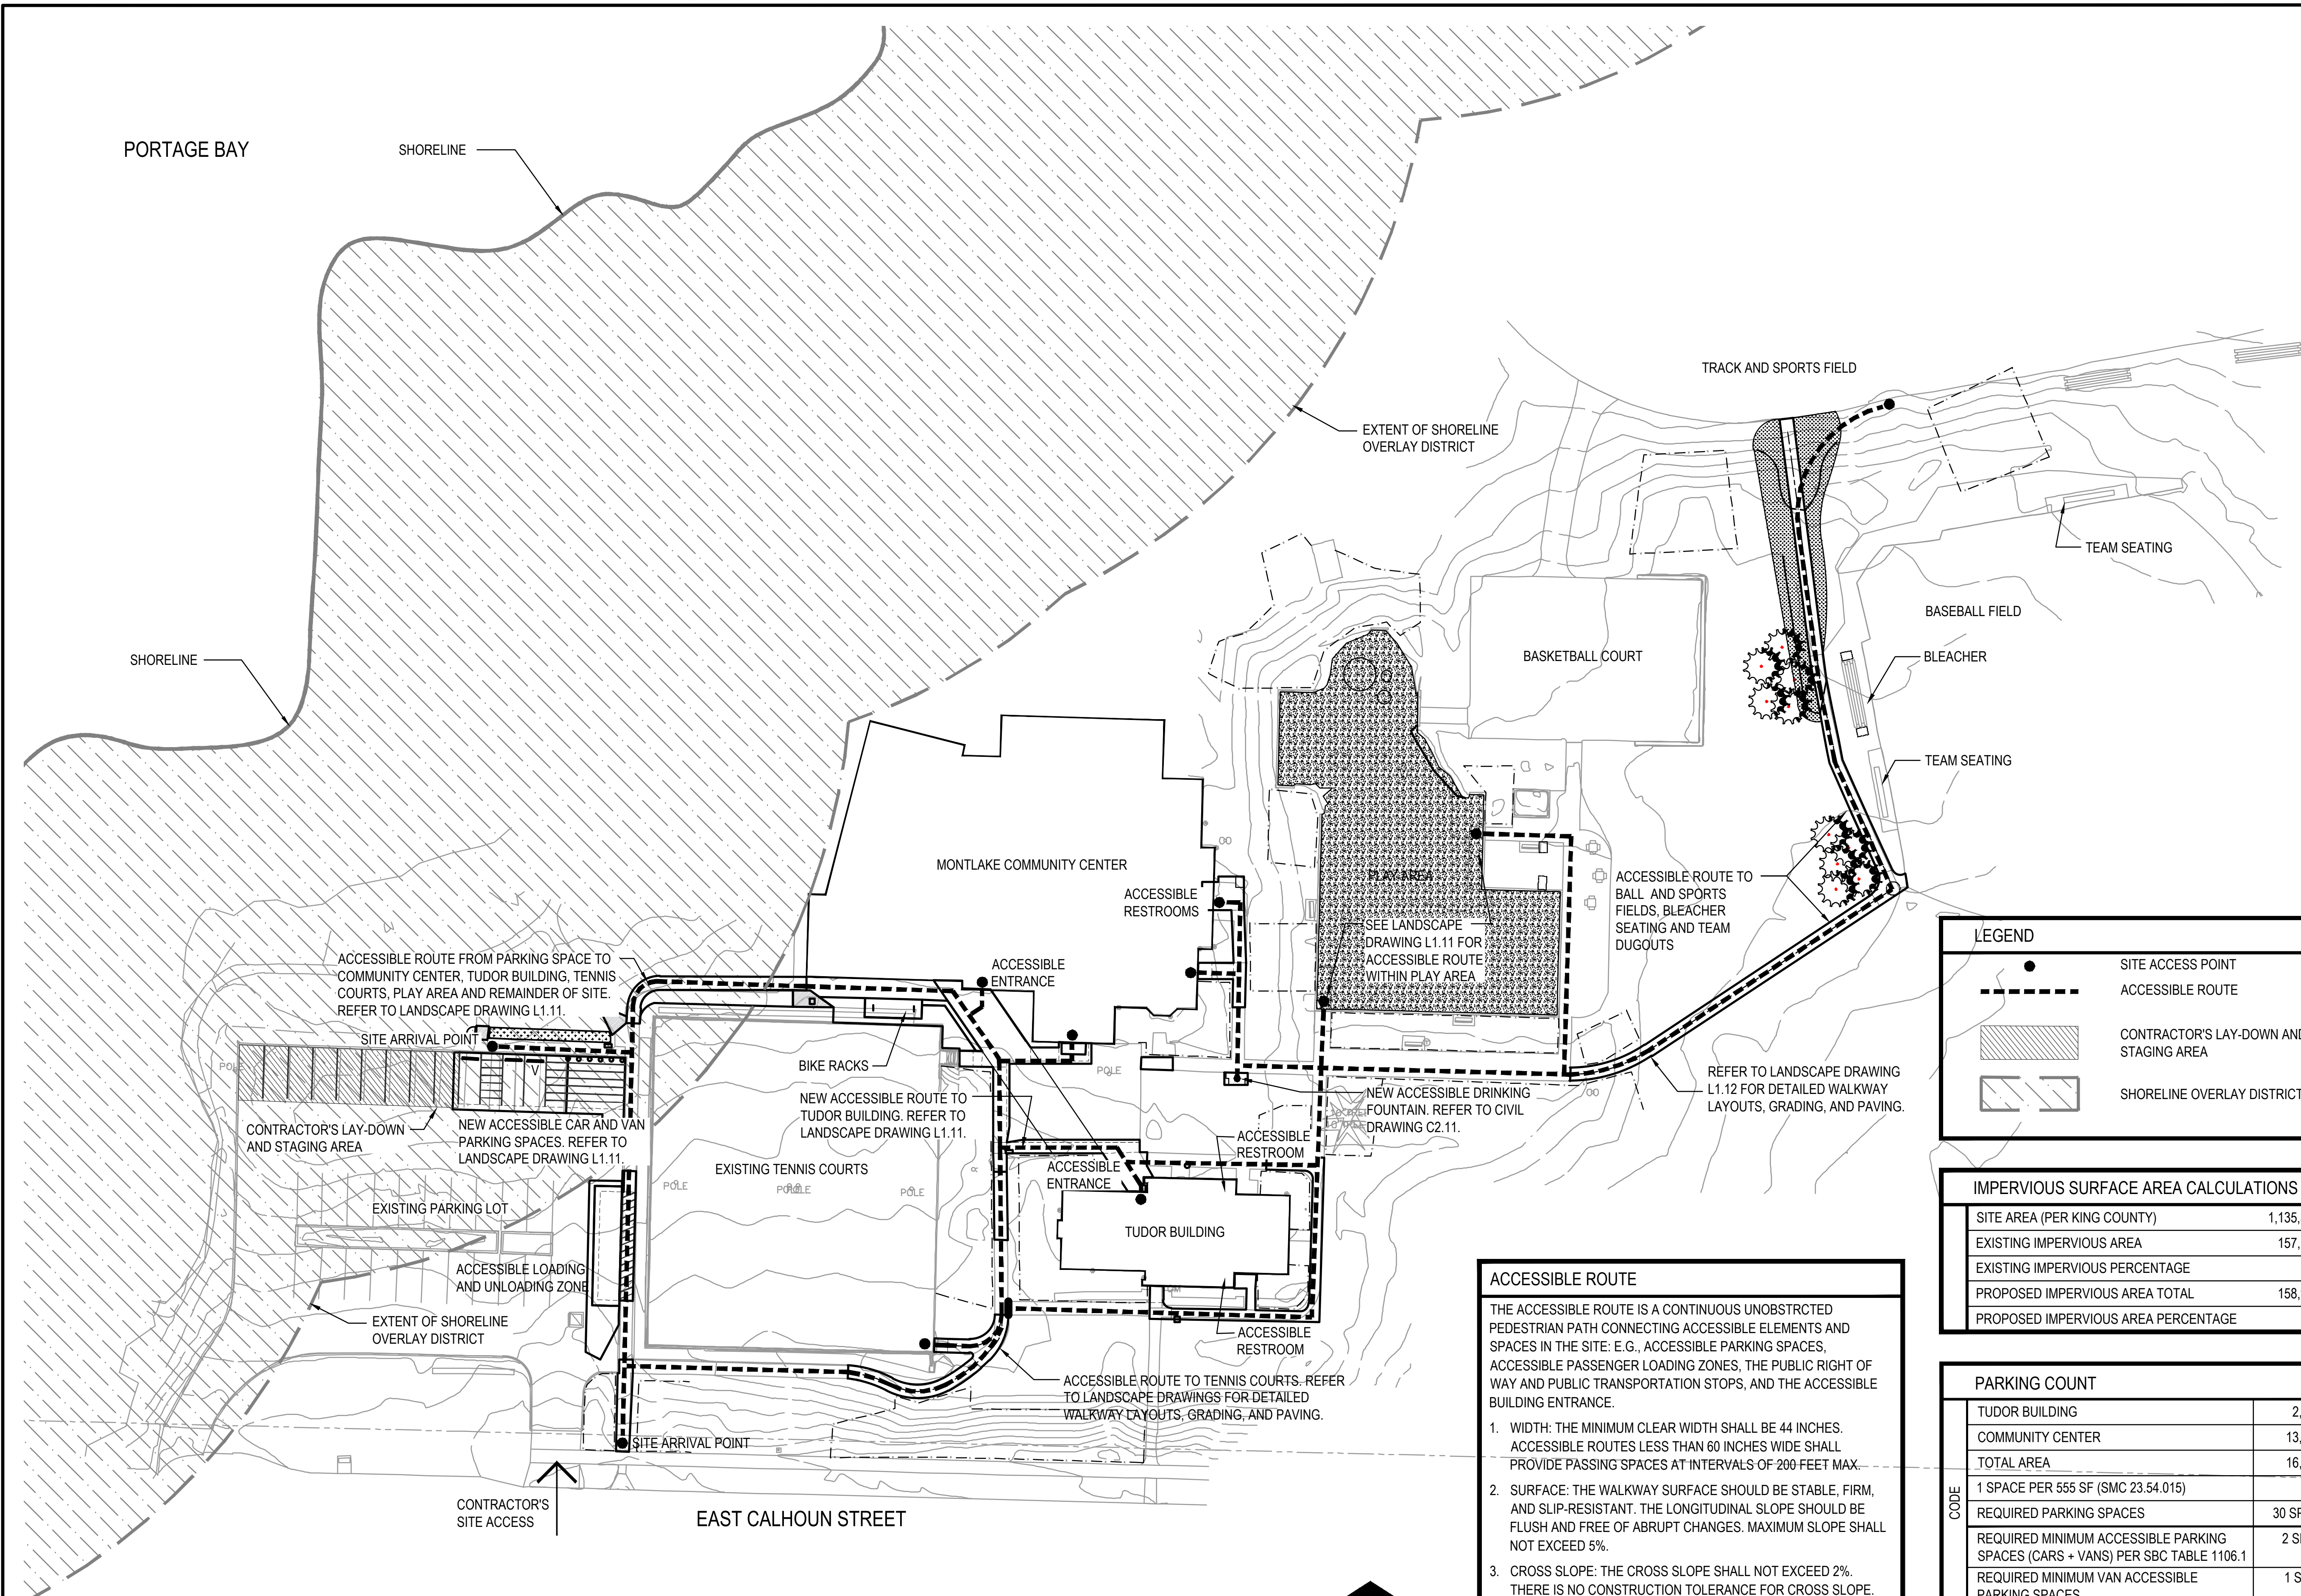 PORTAGE BAY
SHORELINE
TRACK AND SPORTS FIELD
EXTENT OF SHORELINE
OVERLAY DISTRICT
TEAM SEATING
BASEBALL FIELD
BASKETBALL COURT
BLEACHER
SHORELINE
TEAM SEATING
MONTLAKE COMMUNITY CENTER
ACCESSIBLE
RESTROOMS
PLAY AREA
ACCESSIBLE ROUTE TO
BALL AND SPORTS
FIELDS, BLEACHER
SEATING AND TEAM
DUGOUTS
SEE LANDSCAPE
DRAWING L1.11 FOR
ACCESSIBLE ROUTE
WITHIN PLAY AREA
ACCESSIBLE ROUTE FROM PARKING SPACE TO
COMMUNITY CENTER, TUDOR BUILDING, TENNIS
COURTS, PLAY AREA AND REMAINDER OF SITE.
REFER TO LANDSCAPE DRAWING L1.11.
ACCESSIBLE
ENTRANCE
SITE ARRIVAL POINT
POLE
V
BIKE RACKS
POLE
NEW ACCESSIBLE ROUTE TO
TUDOR BUILDING. REFER TO
LANDSCAPE DRAWING L1.11.
NEW ACCESSIBLE DRINKING
FOUNTAIN. REFER TO CIVIL
DRAWING C2.11.
REFER TO LANDSCAPE DRAWING
L1.12 FOR DETAILED WALKWAY
LAYOUTS, GRADING, AND PAVING.
CONTRACTOR'S LAY-DOWN
AND STAGING AREA
NEW ACCESSIBLE CAR AND VAN
PARKING SPACES. REFER TO
LANDSCAPE DRAWING L1.11.
EXISTING TENNIS COURTS
ACCESSIBLE
RESTROOM
ACCESSIBLE
ENTRANCE
POLE
POLE
POLE
EXISTING PARKING LOT
TUDOR BUILDING
ACCESSIBLE LOADING
AND UNLOADING ZONE
EXTENT OF SHORELINE
OVERLAY DISTRICT
ACCESSIBLE
RESTROOM
ACCESSIBLE ROUTE TO TENNIS COURTS. REFER
TO LANDSCAPE DRAWINGS FOR DETAILED
WALKWAY LAYOUTS, GRADING, AND PAVING.
SITE ARRIVAL POINT
CONTRACTOR'S
SITE ACCESS
EAST CALHOUN STREET
LEGEND
SITE ACCESS POINT
ACCESSIBLE ROUTE
CONTRACTOR'S LAY-DOWN AND
STAGING AREA
SHORELINE OVERLAY DISTRICT
IMPERVIOUS SURFACE AREA CALCULATIONS
SITE AREA (PER KING COUNTY) 1,135,
EXISTING IMPERVIOUS AREA 157,
EXISTING IMPERVIOUS PERCENTAGE
PROPOSED IMPERVIOUS AREA TOTAL 158,
PROPOSED IMPERVIOUS AREA PERCENTAGE
ACCESSIBLE ROUTE
THE ACCESSIBLE ROUTE IS A CONTINUOUS UNOBSTRCTED
PEDESTRIAN PATH CONNECTING ACCESSIBLE ELEMENTS AND
SPACES IN THE SITE: E.G., ACCESSIBLE PARKING SPACES,
ACCESSIBLE PASSENGER LOADING ZONES, THE PUBLIC RIGHT OF
WAY AND PUBLIC TRANSPORTATION STOPS, AND THE ACCESSIBLE
BUILDING ENTRANCE.
1. WIDTH: THE MINIMUM CLEAR WIDTH SHALL BE 44 INCHES.
ACCESSIBLE ROUTES LESS THAN 60 INCHES WIDE SHALL
PROVIDE PASSING SPACES AT INTERVALS OF 200 FEET MAX.
2. SURFACE: THE WALKWAY SURFACE SHOULD BE STABLE, FIRM,
AND SLIP-RESISTANT. THE LONGITUDINAL SLOPE SHOULD BE
FLUSH AND FREE OF ABRUPT CHANGES. MAXIMUM SLOPE SHALL
NOT EXCEED 5%.
3. CROSS SLOPE: THE CROSS SLOPE SHALL NOT EXCEED 2%.
THERE IS NO CONSTRUCTION TOLERANCE FOR CROSS SLOPE.
PARKING COUNT
CODE
TUDOR BUILDING 2,
COMMUNITY CENTER 13,
TOTAL AREA 16,
1 SPACE PER 555 SF (SMC 23.54.015)
REQUIRED PARKING SPACES 30 SP
REQUIRED MINIMUM ACCESSIBLE PARKING 2 S
SPACES (CARS + VANS) PER SBC TABLE 1106.1
REQUIRED MINIMUM VAN ACCESSIBLE 1 S
PARKING SPACES